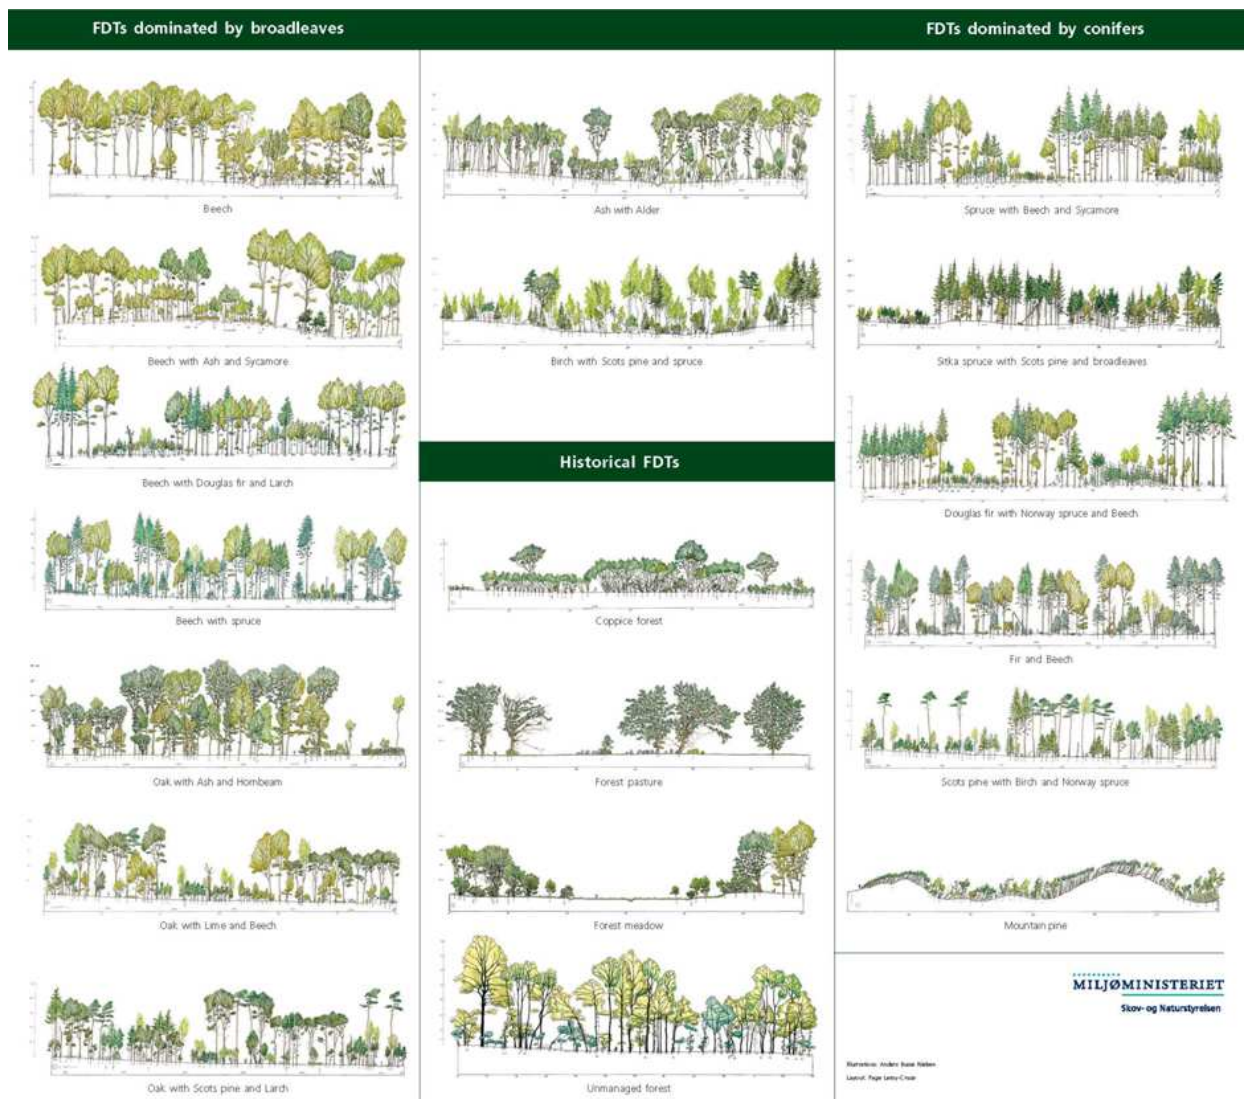 FDTs dominated by broadleaves
Beech
Beech with Ash and Sycamore
Beech with Douglas fir and Larch
Beech with spruce
Oak with Ash and Hornbeam
Oak with Lime and Beech
Oak with Scots pine and Larch
Ash with Alder
Birch with Scots pine and spruce
Historical FDTs
Coppice forest
Forest pasture
Forest meadow
Unmanaged forest
FDTs dominated by conifers
Spruce with Beech and Sycamore
Sitka spruce with Scots pine and broadleaves
Douglas fir with Norway spruce and Beech
Fir and Beech
Scots pine with Birch and Norway spruce
Mountain pine
MILJØMINISTERIET
Skov- og Naturstyrelsen